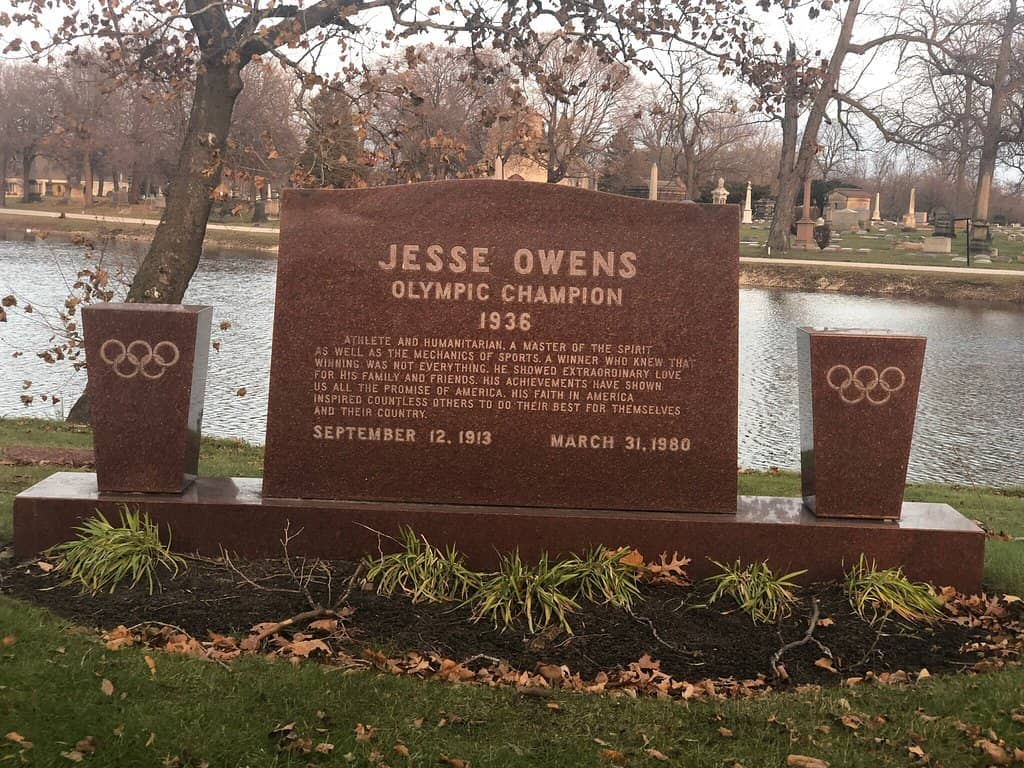 JESSE OWENS
OLYMPIC CHAMPION
1936
ATHLETE AND HUMANITARIAN. A MASTER OF THE SPIRIT
AS WELL AS THE MECHANICS OF SPORTS. A WINNER WHO KNEW THAT
WINNING WAS NOT EVERYTHING. HE SHOWED EXTRAORDINARY LOVE
FOR HIS FAMILY AND FRIENDS. HIS ACHIEVEMENTS HAVE SHOWN
US ALL THE PROMISE OF AMERICA. HIS FAITH IN AMERICA
INSPIRED COUNTLESS OTHERS TO DO THEIR BEST FOR THEMSELVES
AND THEIR COUNTRY.
SEPTEMBER 12, 1913 MARCH 31, 1980